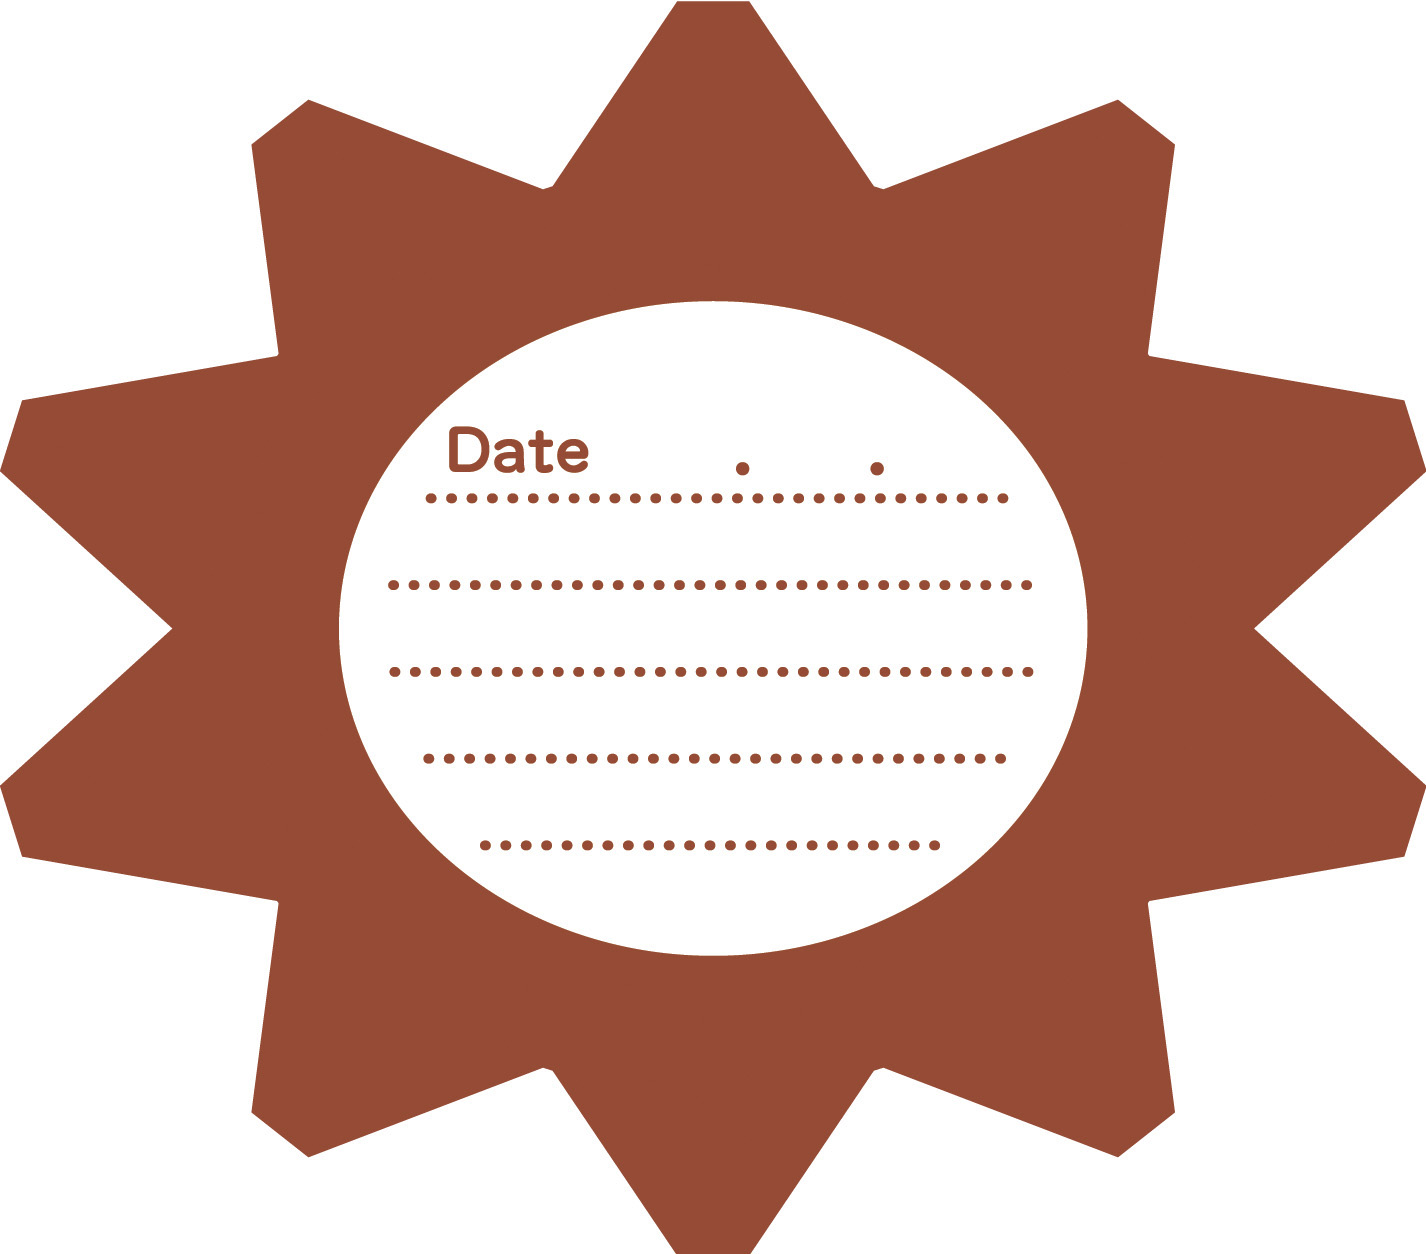 Date . .